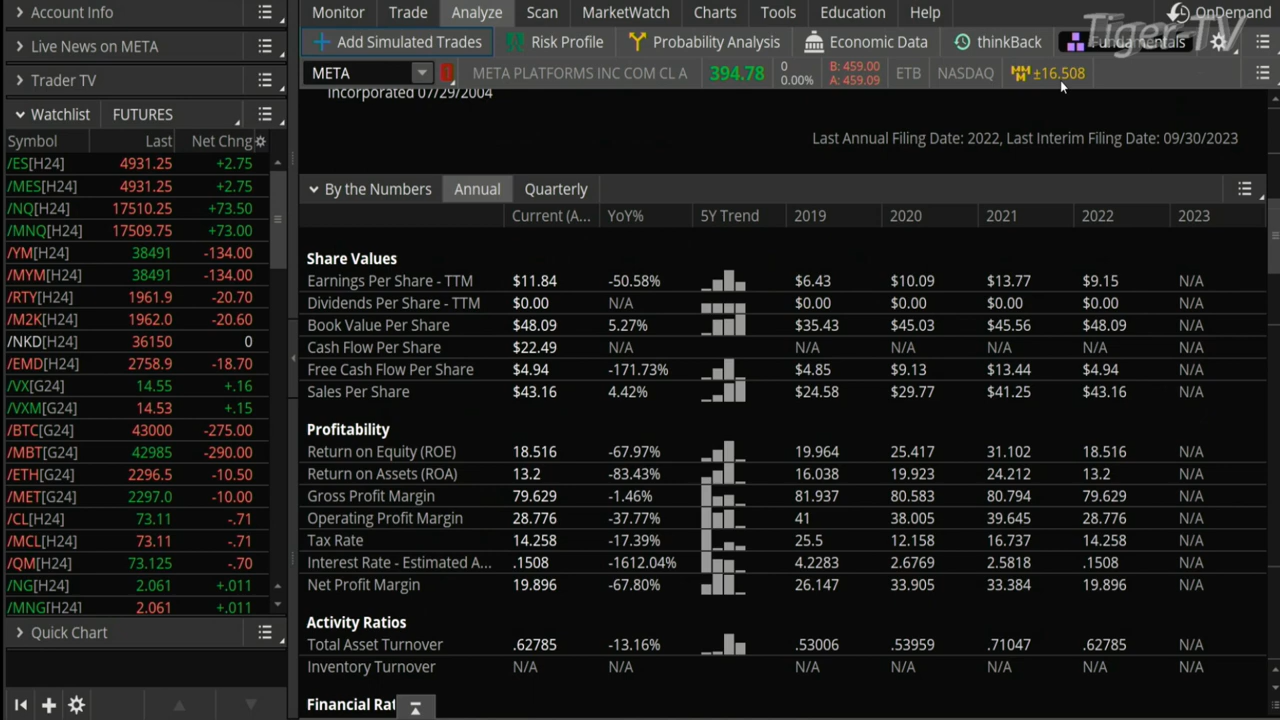 Account Info
Monitor Trade Analyze Scan MarketWatch Charts Tools Education Help OnDemand
Tiger-TV
Live News on META
Add Simulated Trades Risk Profile Probability Analysis Economic Data thinkBack Fundamentals
Trader TV
META META PLATFORMS INC COM CL A 394.78 0 0.00% B: 459.00 A: 459.09 ETB NASDAQ ±16.508
Incorporated 07/29/2004
Watchlist FUTURES
Last Annual Filing Date: 2022, Last Interim Filing Date: 09/30/2023
Symbol Last Net Chng
/ES[H24] 4931.25 +2.75
/MES[H24] 4931.25 +2.75
/NQ[H24] 17510.25 +73.50
/MNQ[H24] 17509.75 +73.00
/YM[H24] 38491 -134.00
/MYM[H24] 38491 -134.00
/RTY[H24] 1961.9 -20.70
/M2K[H24] 1962.0 -20.60
/NKD[H24] 36150 0
/EMD[H24] 2758.9 -18.70
/VX[G24] 14.55 +.16
/VXM[G24] 14.53 +.15
/BTC[G24] 43000 -275.00
/MBT[G24] 42985 -290.00
/ETH[G24] 2296.5 -10.50
/MET[G24] 2297.0 -10.00
/CL[H24] 73.11 -.71
/MCL[H24] 73.11 -.71
/QM[H24] 73.125 -.70
/NG[H24] 2.061 +.011
/MNG[H24] 2.061 +.011
Quick Chart
By the Numbers Annual Quarterly
Current (A... YoY% 5Y Trend 2019 2020 2021 2022 2023
Share Values
Earnings Per Share - TTM $11.84 -50.58% $6.43 $10.09 $13.77 $9.15 N/A
Dividends Per Share - TTM $0.00 N/A $0.00 $0.00 $0.00 $0.00 N/A
Book Value Per Share $48.09 5.27% $35.43 $45.03 $45.56 $48.09 N/A
Cash Flow Per Share $22.49 N/A N/A N/A N/A N/A N/A
Free Cash Flow Per Share $4.94 -171.73% $4.85 $9.13 $13.44 $4.94 N/A
Sales Per Share $43.16 4.42% $24.58 $29.77 $41.25 $43.16 N/A
Profitability
Return on Equity (ROE) 18.516 -67.97% 19.964 25.417 31.102 18.516 N/A
Return on Assets (ROA) 13.2 -83.43% 16.038 19.923 24.212 13.2 N/A
Gross Profit Margin 79.629 -1.46% 81.937 80.583 80.794 79.629 N/A
Operating Profit Margin 28.776 -37.77% 41 38.005 39.645 28.776 N/A
Tax Rate 14.258 -17.39% 25.5 12.158 16.737 14.258 N/A
Interest Rate - Estimated A... .1508 -1612.04% 4.2283 2.6769 2.5818 .1508 N/A
Net Profit Margin 19.896 -67.80% 26.147 33.905 33.384 19.896 N/A
Activity Ratios
Total Asset Turnover .62785 -13.16% .53006 .53959 .71047 .62785 N/A
Inventory Turnover N/A N/A N/A N/A N/A N/A N/A
Financial Rat